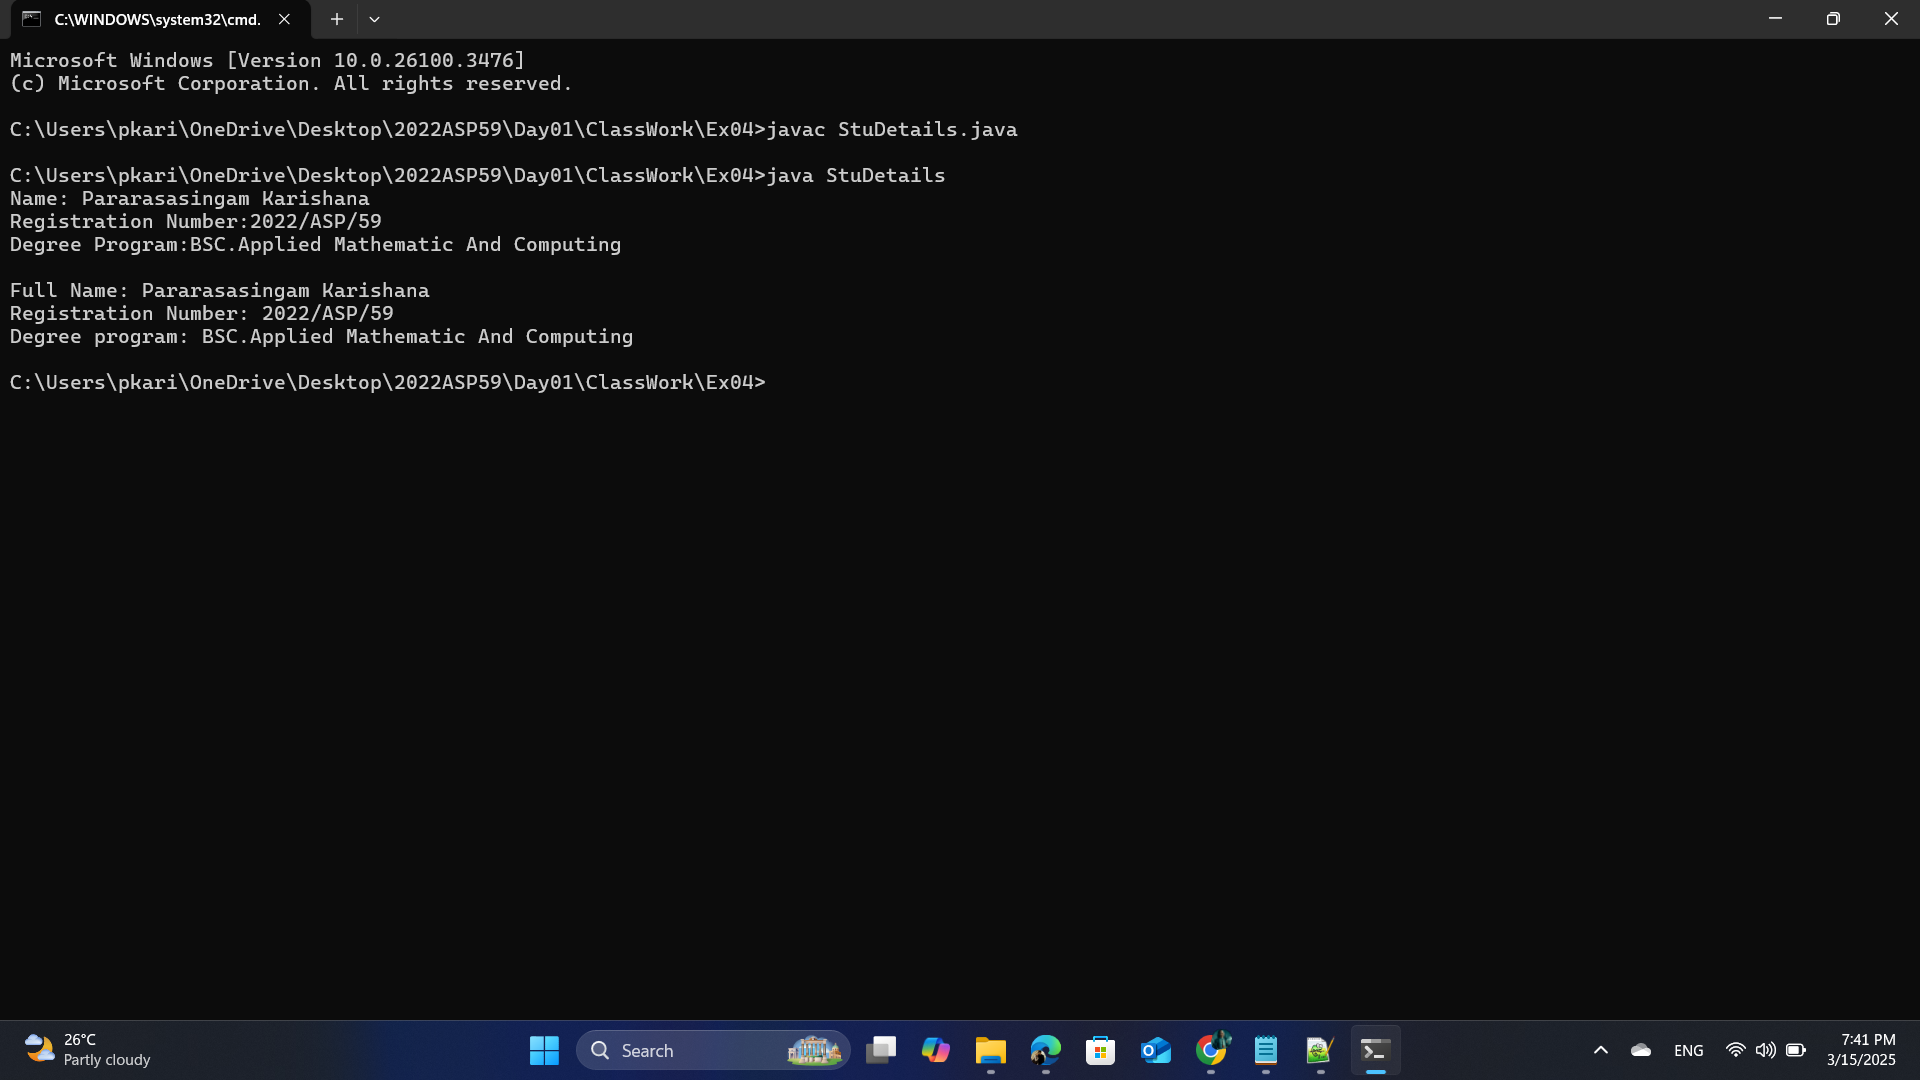 C:\WINDOWS\system32\cmd.
Microsoft Windows [Version 10.0.26100.3476]
(c) Microsoft Corporation. All rights reserved.
C:\Users\pkari\OneDrive\Desktop\2022ASP59\Day01\ClassWork\Ex04>javac StuDetails.java
C:\Users\pkari\OneDrive\Desktop\2022ASP59\Day01\ClassWork\Ex04>java StuDetails
Name: Pararasasingam Karishana
Registration Number:2022/ASP/59
Degree Program:BSC.Applied Mathematic And Computing
Full Name: Pararasasingam Karishana
Registration Number: 2022/ASP/59
Degree program: BSC.Applied Mathematic And Computing
C:\Users\pkari\OneDrive\Desktop\2022ASP59\Day01\ClassWork\Ex04>
26°C
Partly cloudy
Search
ENG
7:41 PM
3/15/2025